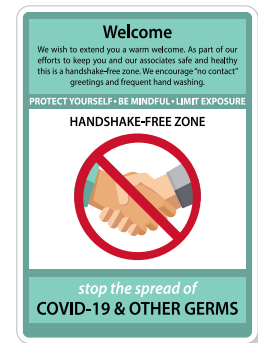 Welcome
We wish to extend you a warm welcome. As part of our
efforts to keep you and our associates safe and healthy
this is a handshake-free zone. We encourage "no contact"
greetings and frequent hand washing.
PROTECT YOURSELF • BE MINDFUL • LIMIT EXPOSURE
HANDSHAKE-FREE ZONE
stop the spread of
COVID-19 & OTHER GERMS